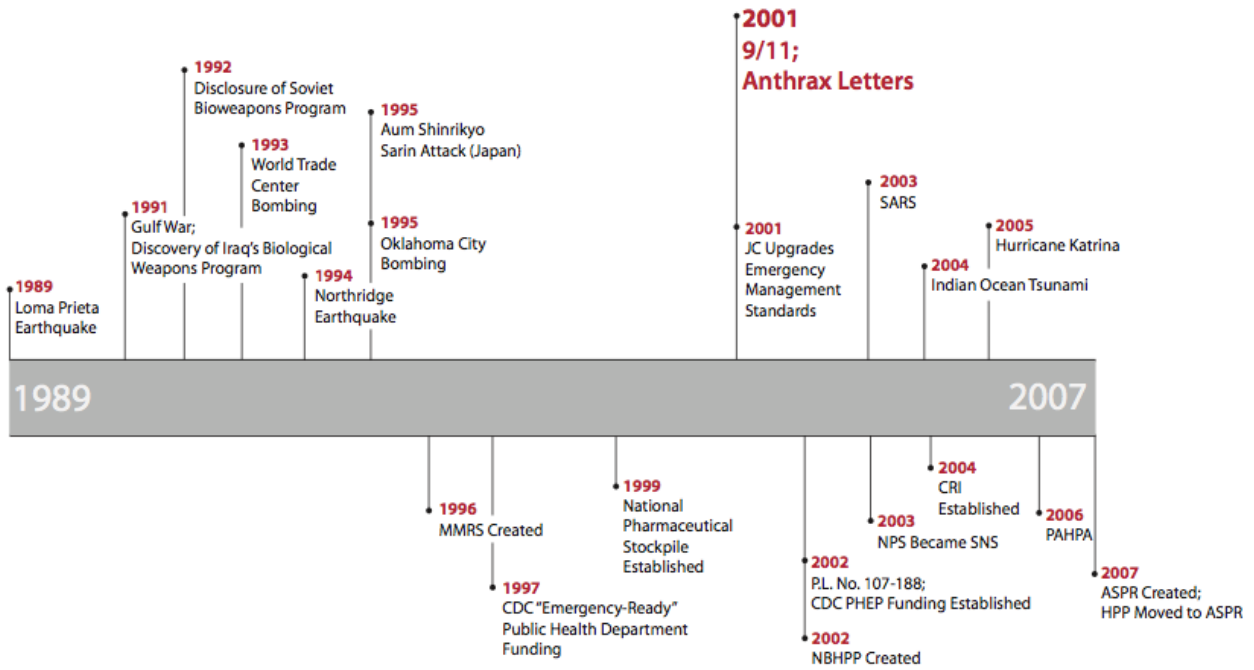 2001
9/11;
Anthrax Letters
1992
Disclosure of Soviet
Bioweapons Program
1995
Aum Shinrikyo
Sarin Attack (Japan)
1993
World Trade
Center
Bombing
2003
SARS
1991
Gulf War;
Discovery of Iraq's Biological
Weapons Program
1995
Oklahoma City
Bombing
2001
JC Upgrades
Emergency
Management
Standards
2005
Hurricane Katrina
2004
Indian Ocean Tsunami
1989
Loma Prieta
Earthquake
1994
Northridge
Earthquake
1989
2007
1996
MMRS Created
1997
CDC "Emergency-Ready"
Public Health Department
Funding
1999
National
Pharmaceutical
Stockpile
Established
2002
P.L. No. 107-188;
CDC PHEP Funding Established
2002
NBHPP Created
2003
NPS Became SNS
2004
CRI
Established
2006
PAHPA
2007
ASPR Created;
HPP Moved to ASPR